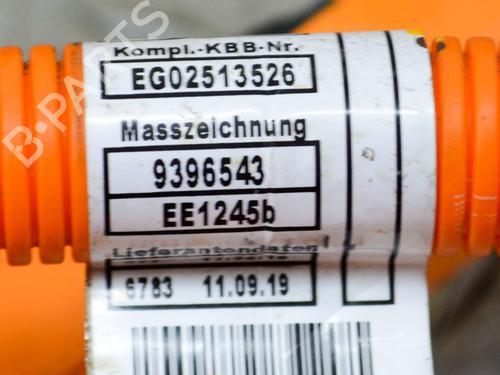 Kompl.-KBB-Nr.
EG02513526
Masszeichnung
9396543
EE1245b
Lieferantendaten
6783 11.09.19
B-PARTS